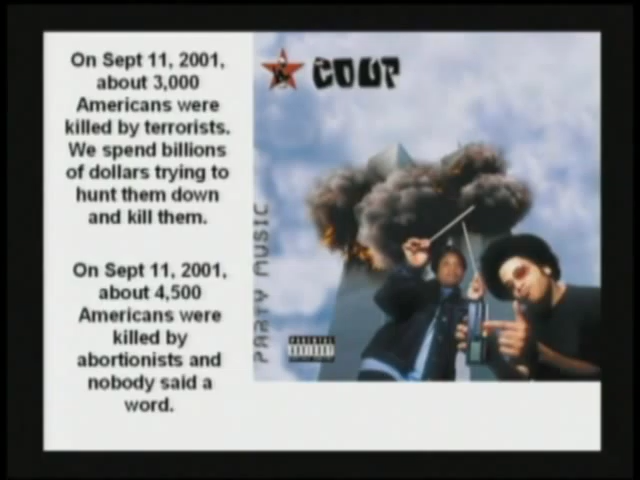 On Sept 11, 2001,
about 3,000
Americans were
killed by terrorists.
We spend billions
of dollars trying to
hunt them down
and kill them.
On Sept 11, 2001,
about 4,500
Americans were
killed by
abortionists and
nobody said a
word.
COUP
PARTY MUSIC
PARENTAL
ADVISORY